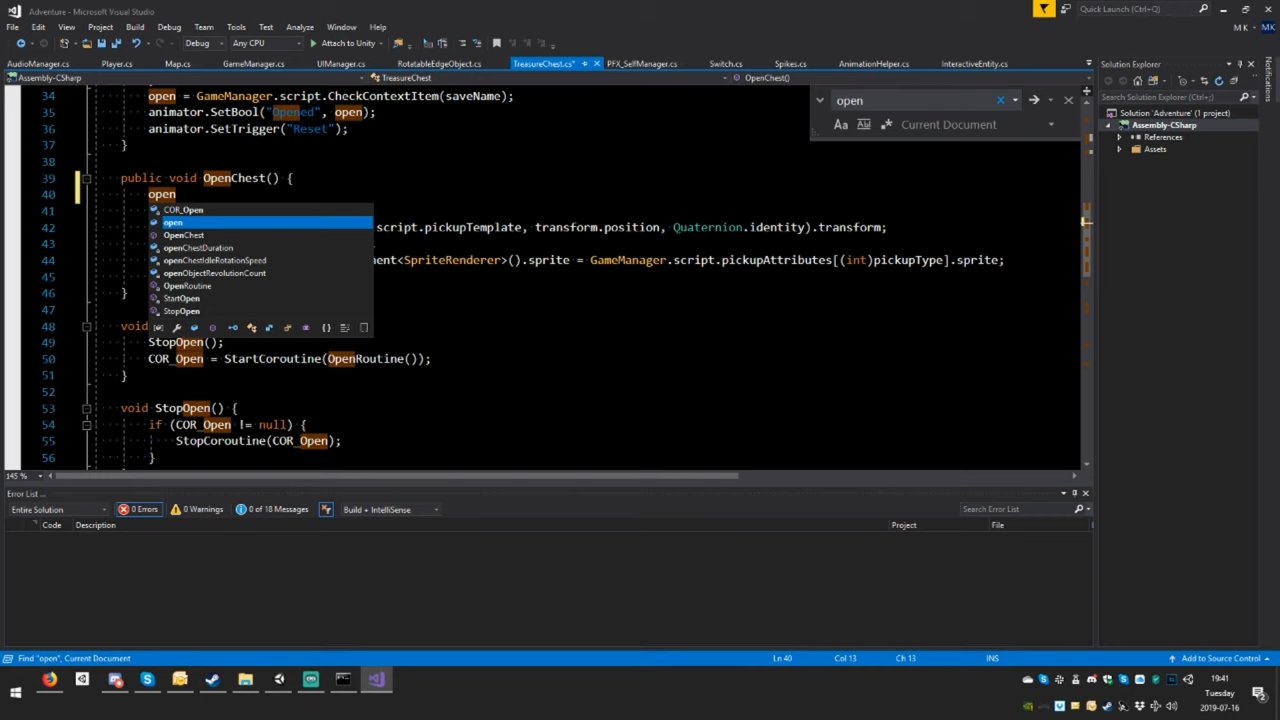 Adventure - Microsoft Visual Studio
Quick Launch (Ctrl+Q)
File Edit View Project Build Debug Team Tools Test Analyze Window Help
M K
MK
Debug
Any CPU
Attach to Unity
AudioManager.cs Player.cs Map.cs GameManager.cs UIManager.cs RotatableEdgeObject.cs TreasureChest.cs* PFX_SelfManager.cs Switch.cs Spikes.cs AnimationHelper.cs InteractiveEntity.cs
Assembly-CSharp
TreasureChest
OpenChest()
34 open = GameManager.script.CheckContextItem(saveName);
35 animator.SetBool("Opened", open);
36 animator.SetTrigger("Reset");
37 }
38
39 public void OpenChest() {
40 open
41
42 script.pickupTemplate, transform.position, Quaternion.identity).transform;
43
44 ment<SpriteRenderer>().sprite = GameManager.script.pickupAttributes[(int)pickupType].sprite;
45
46 }
47
48 void
49 StopOpen();
50 COR_Open = StartCoroutine(OpenRoutine());
51 }
52
53 void StopOpen() {
54 if (COR_Open != null) {
55 StopCoroutine(COR_Open);
56 }
COR_Open
open
OpenChest
openChestDuration
openChestIdleRotationSpeed
openObjectRevolutionCount
OpenRoutine
StartOpen
StopOpen
open
Aa Ab
Current Document
145 %
Solution Explorer
Search Solution Explorer (Ctrl+;)
Solution 'Adventure' (1 project)
Assembly-CSharp
References
Assets
Notifications
Error List ...
Entire Solution
0 Errors
0 Warnings
0 of 18 Messages
Build + IntelliSense
Search Error List
Code Description Project File
Find "open", Current Document
Ln 40 Col 13 Ch 13 INS
Add to Source Control
19:41
Tuesday
2019-07-16